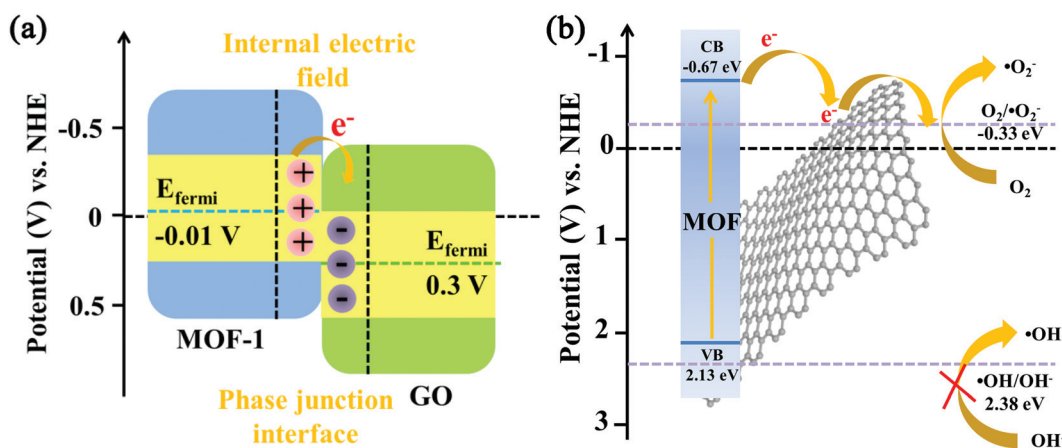 (a)
Potential (V) vs. NHE
-0.5
0
0.5
Internal electric
field
e-
E fermi
-0.01 V
+
+
+
-
-
-
E fermi
0.3 V
MOF-1
GO
Phase junction
interface
(b)
Potential (V) vs. NHE
-1
0
1
2
3
CB
-0.67 eV
MOF
VB
2.13 eV
e-
e-
•O₂⁻
O₂/•O₂⁻
-0.33 eV
O₂
•OH
•OH/OH⁻
2.38 eV
OH⁻